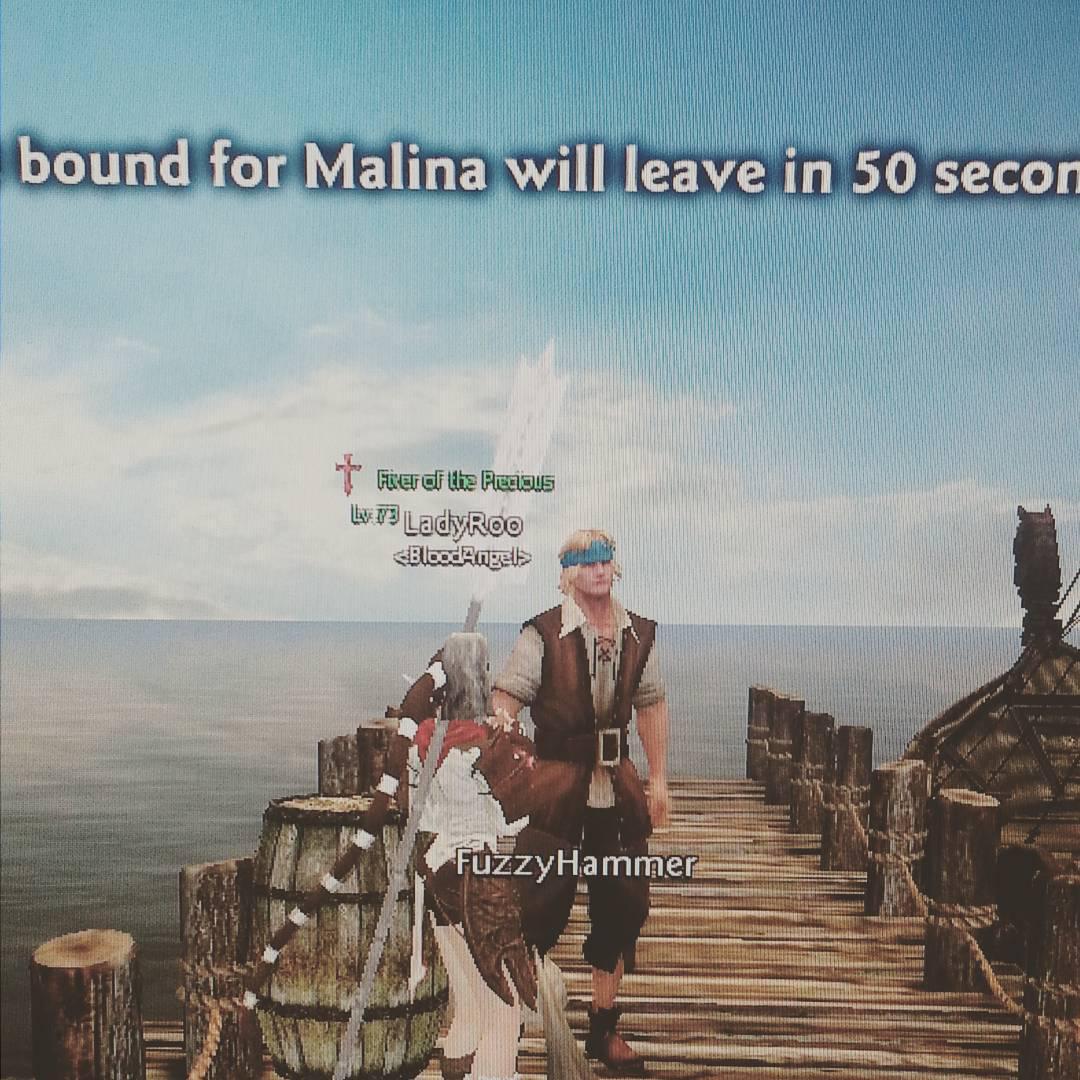 bound for Malina will leave in 50 secon
Fixer of the Precious
Lv.73 LadyRoo
<BloodAngel>
FuzzyHammer